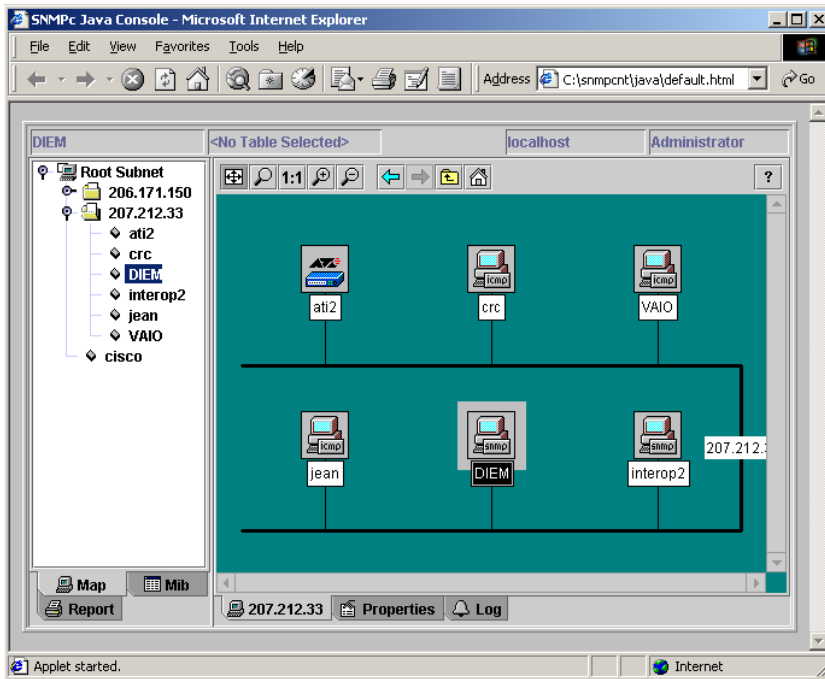 SNMPc Java Console - Microsoft Internet Explorer
File Edit View Favorites Tools Help
Address C:\snmpcnt\java\default.html Go
DIEM <No Table Selected> localhost Administrator
Root Subnet
206.171.150
207.212.33
ati2
crc
DIEM
interop2
jean
VAIO
cisco
Map Mib
Report
1:1 ?
ATi
ati2
icmp
crc
icmp
VAIO
icmp
jean
snmp
DIEM
snmp
interop2
207.212.3
207.212.33 Properties Log
Applet started. Internet